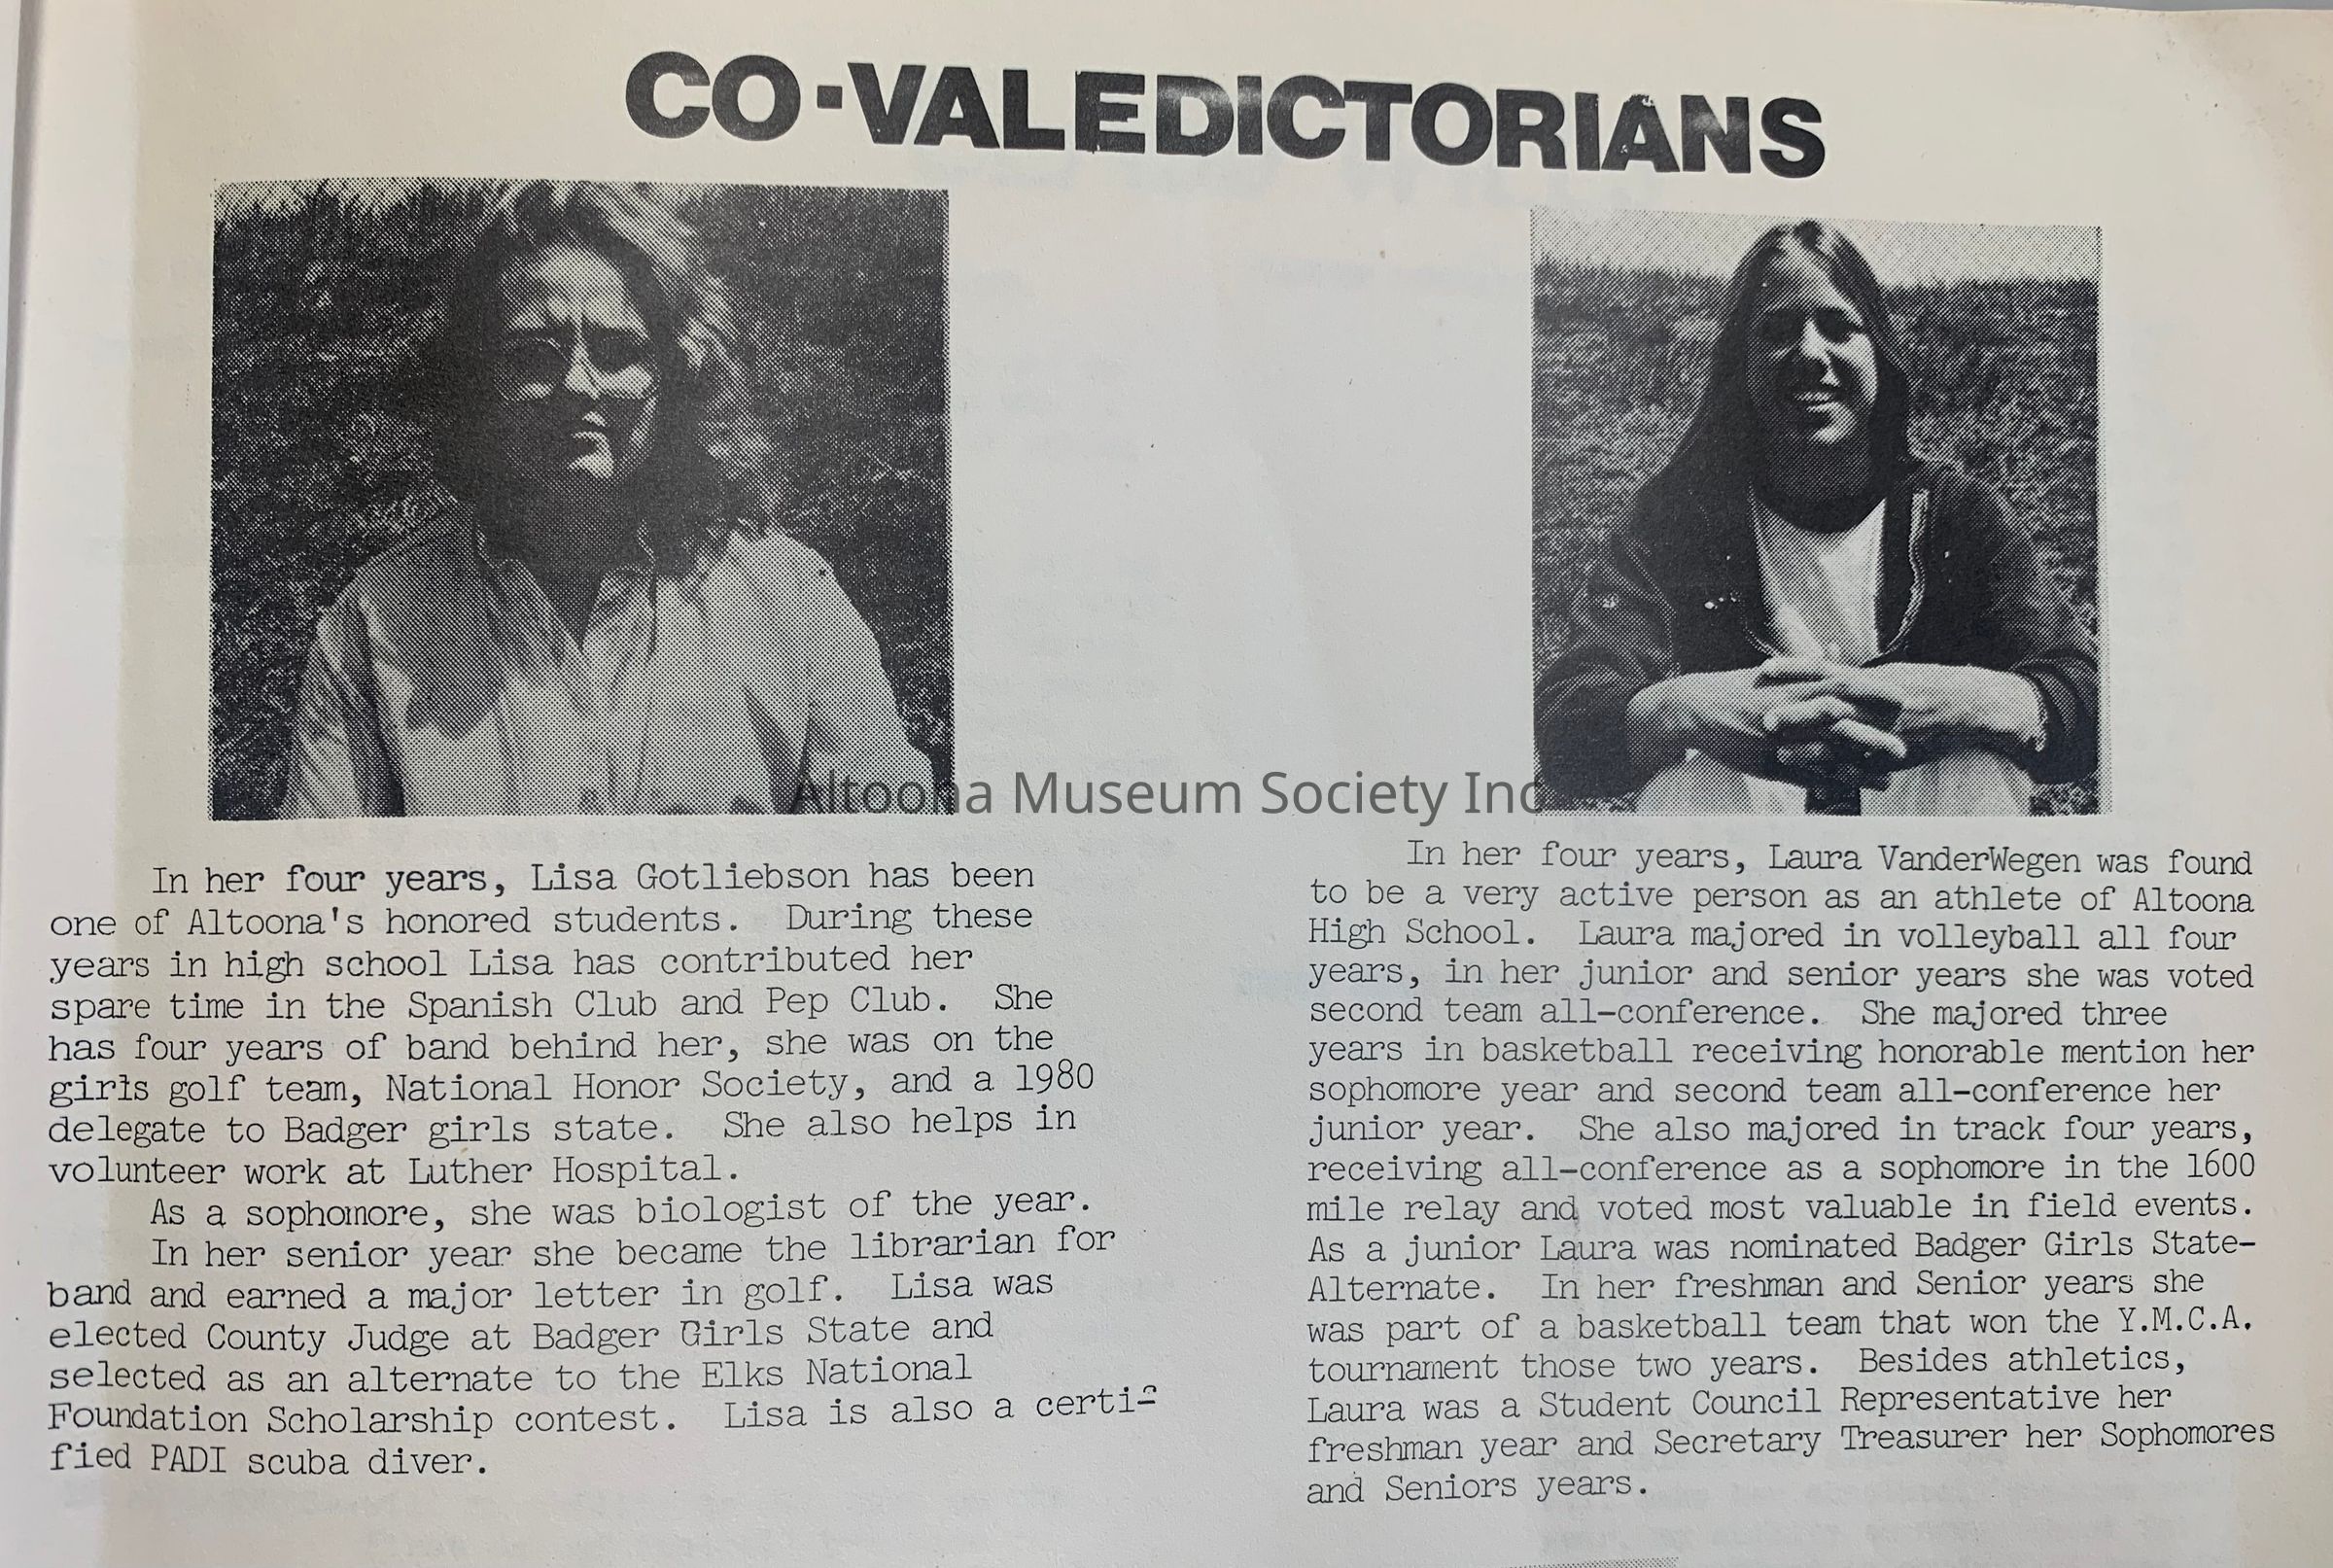 CO-VALEDICTORIANS
Altoona Museum Society Inc
In her four years, Lisa Gotliebson has been
one of Altoona's honored students. During these
years in high school Lisa has contributed her
spare time in the Spanish Club and Pep Club. She
has four years of band behind her, she was on the
girls golf team, National Honor Society, and a 1980
delegate to Badger girls state. She also helps in
volunteer work at Luther Hospital.
As a sophomore, she was biologist of the year.
In her senior year she became the librarian for
band and earned a major letter in golf. Lisa was
elected County Judge at Badger Girls State and
selected as an alternate to the Elks National
Foundation Scholarship contest. Lisa is also a certi-
fied PADI scuba diver.
In her four years, Laura VanderWegen was found
to be a very active person as an athlete of Altoona
High School. Laura majored in volleyball all four
years, in her junior and senior years she was voted
second team all-conference. She majored three
years in basketball receiving honorable mention her
sophomore year and second team all-conference her
junior year. She also majored in track four years,
receiving all-conference as a sophomore in the 1600
mile relay and voted most valuable in field events.
As a junior Laura was nominated Badger Girls State-
Alternate. In her freshman and Senior years she
was part of a basketball team that won the Y.M.C.A.
tournament those two years. Besides athletics,
Laura was a Student Council Representative her
freshman year and Secretary Treasurer her Sophomores
and Seniors years.